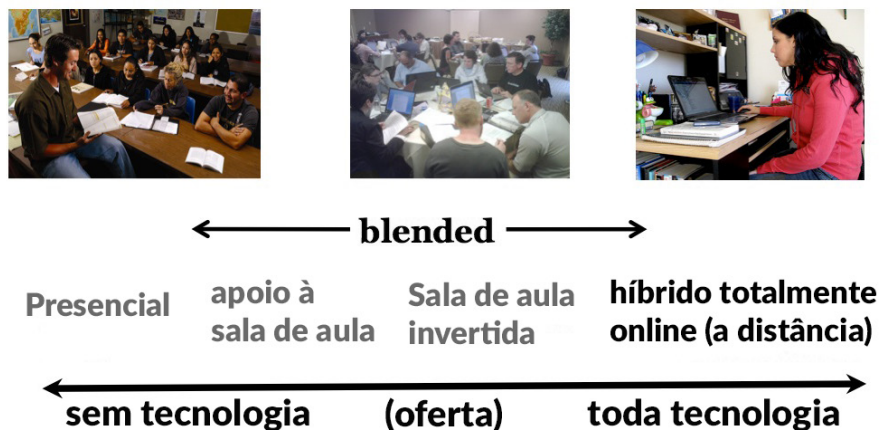 blended
Presencial
apoio à
sala de aula
Sala de aula
invertida
híbrido totalmente
online (a distância)
sem tecnologia
(oferta)
toda tecnologia